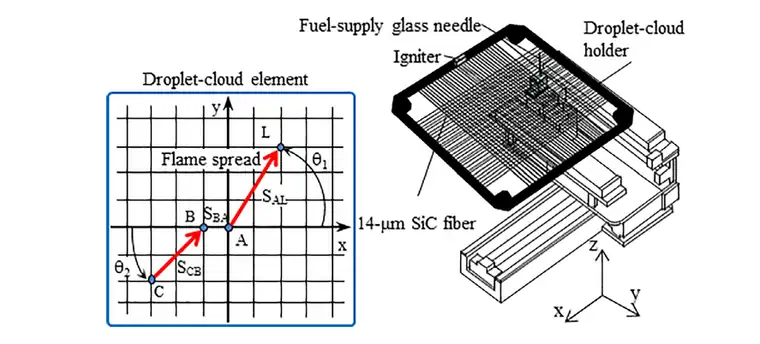 Fuel-supply glass needle
Droplet-cloud
holder
Igniter
Droplet-cloud element
y
L
Flame spread
θ1
SAL
B
SBA
A
x
14-µm SiC fiber
θ2
SCB
C
z
x
y